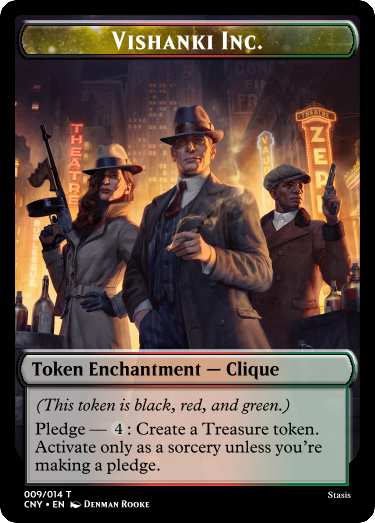 Vishanki Inc.
THEATRE
THEATRE
ZEPH
Token Enchantment — Clique
(This token is black, red, and green.)
Pledge — 4 : Create a Treasure token.
Activate only as a sorcery unless you’re
making a pledge.
009/014 T
Stasis
CNY • EN Denman Rooke